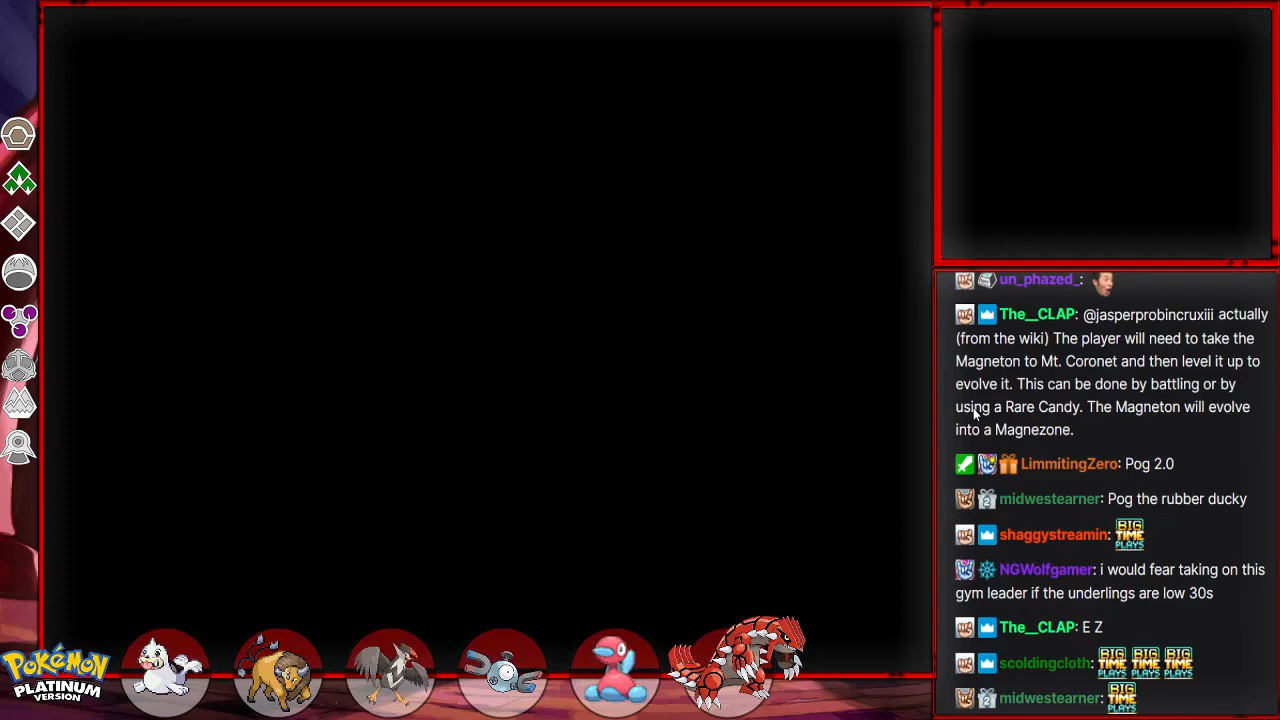 un_phazed_:
The__CLAP: @jasperprobincruxiii actually
(from the wiki) The player will need to take the
Magneton to Mt. Coronet and then level it up to
evolve it. This can be done by battling or by
using a Rare Candy. The Magneton will evolve
into a Magnezone.
LimmitingZero: Pog 2.0
2 midwestearner: Pog the rubber ducky
shaggystreamin: BIG TIME PLAYS
NGWolfgamer: i would fear taking on this
gym leader if the underlings are low 30s
The__CLAP: E Z
scoldingcloth: BIG TIME PLAYS BIG TIME PLAYS BIG TIME PLAYS
2 midwestearner: BIG TIME PLAYS
POKéMON
PLATINUM
VERSION